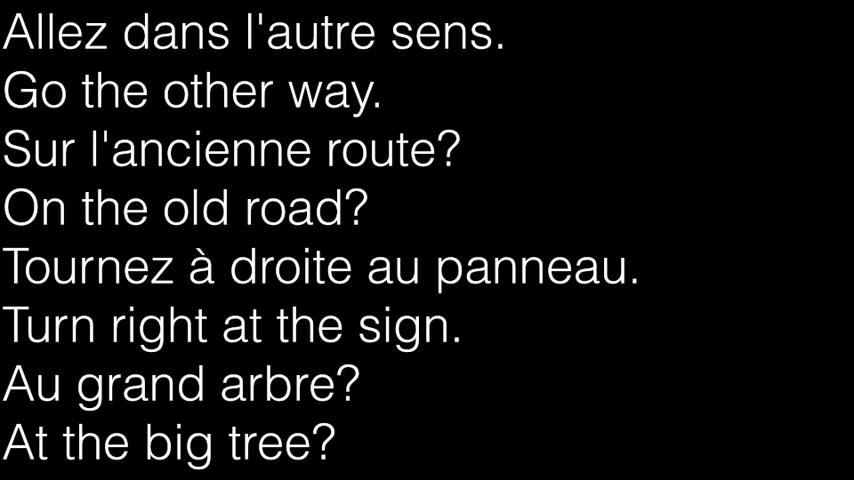 Allez dans l'autre sens.
Go the other way.
Sur l'ancienne route?
On the old road?
Tournez à droite au panneau.
Turn right at the sign.
Au grand arbre?
At the big tree?